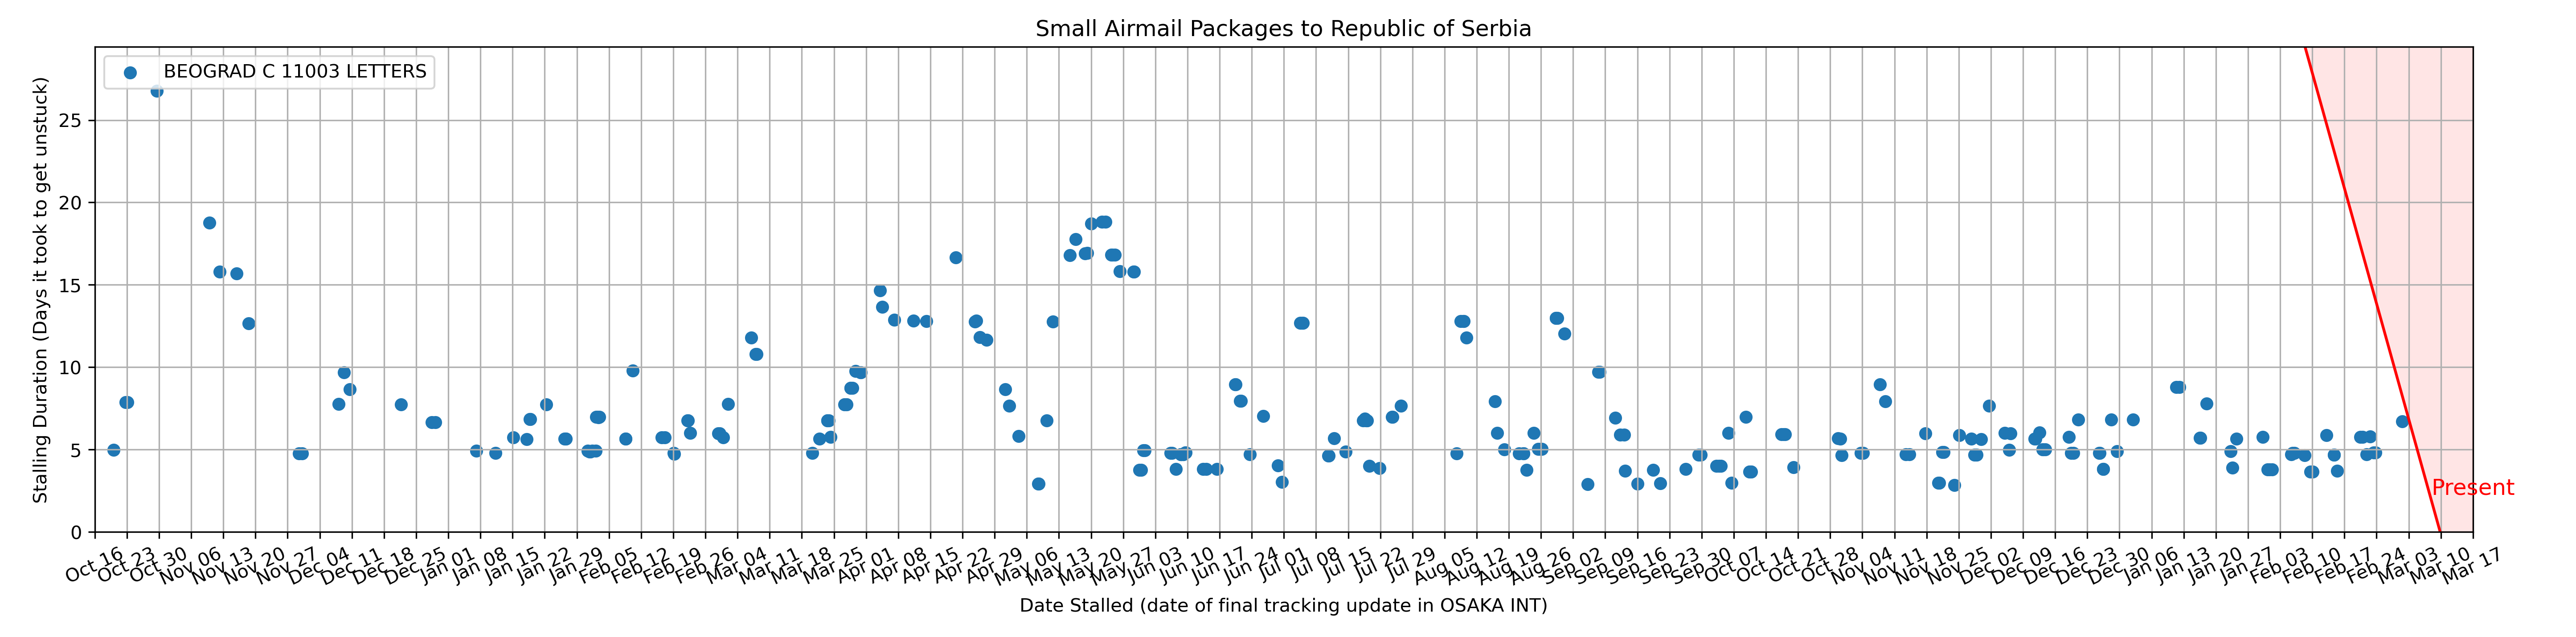 Small Airmail Packages to Republic of Serbia
BEOGRAD C 11003 LETTERS
Stalling Duration (Days it took to get unstuck)
25
20
15
10
5
0
Present
Oct 16
Oct 23
Oct 30
Nov 06
Nov 13
Nov 20
Nov 27
Dec 04
Dec 11
Dec 18
Dec 25
Jan 01
Jan 08
Jan 15
Jan 22
Jan 29
Feb 05
Feb 12
Feb 19
Feb 26
Mar 04
Mar 11
Mar 18
Mar 25
Apr 01
Apr 08
Apr 15
Apr 22
Apr 29
May 06
May 13
May 20
May 27
Jun 03
Jun 10
Jun 17
Jun 24
Jul 01
Jul 08
Jul 15
Jul 22
Jul 29
Aug 05
Aug 12
Aug 19
Aug 26
Sep 02
Sep 09
Sep 16
Sep 23
Sep 30
Oct 07
Oct 14
Oct 21
Oct 28
Nov 04
Nov 11
Nov 18
Nov 25
Dec 02
Dec 09
Dec 16
Dec 23
Dec 30
Jan 06
Jan 13
Jan 20
Jan 27
Feb 03
Feb 10
Feb 17
Feb 24
Mar 03
Mar 10
Mar 17
Date Stalled (date of final tracking update in OSAKA INT)